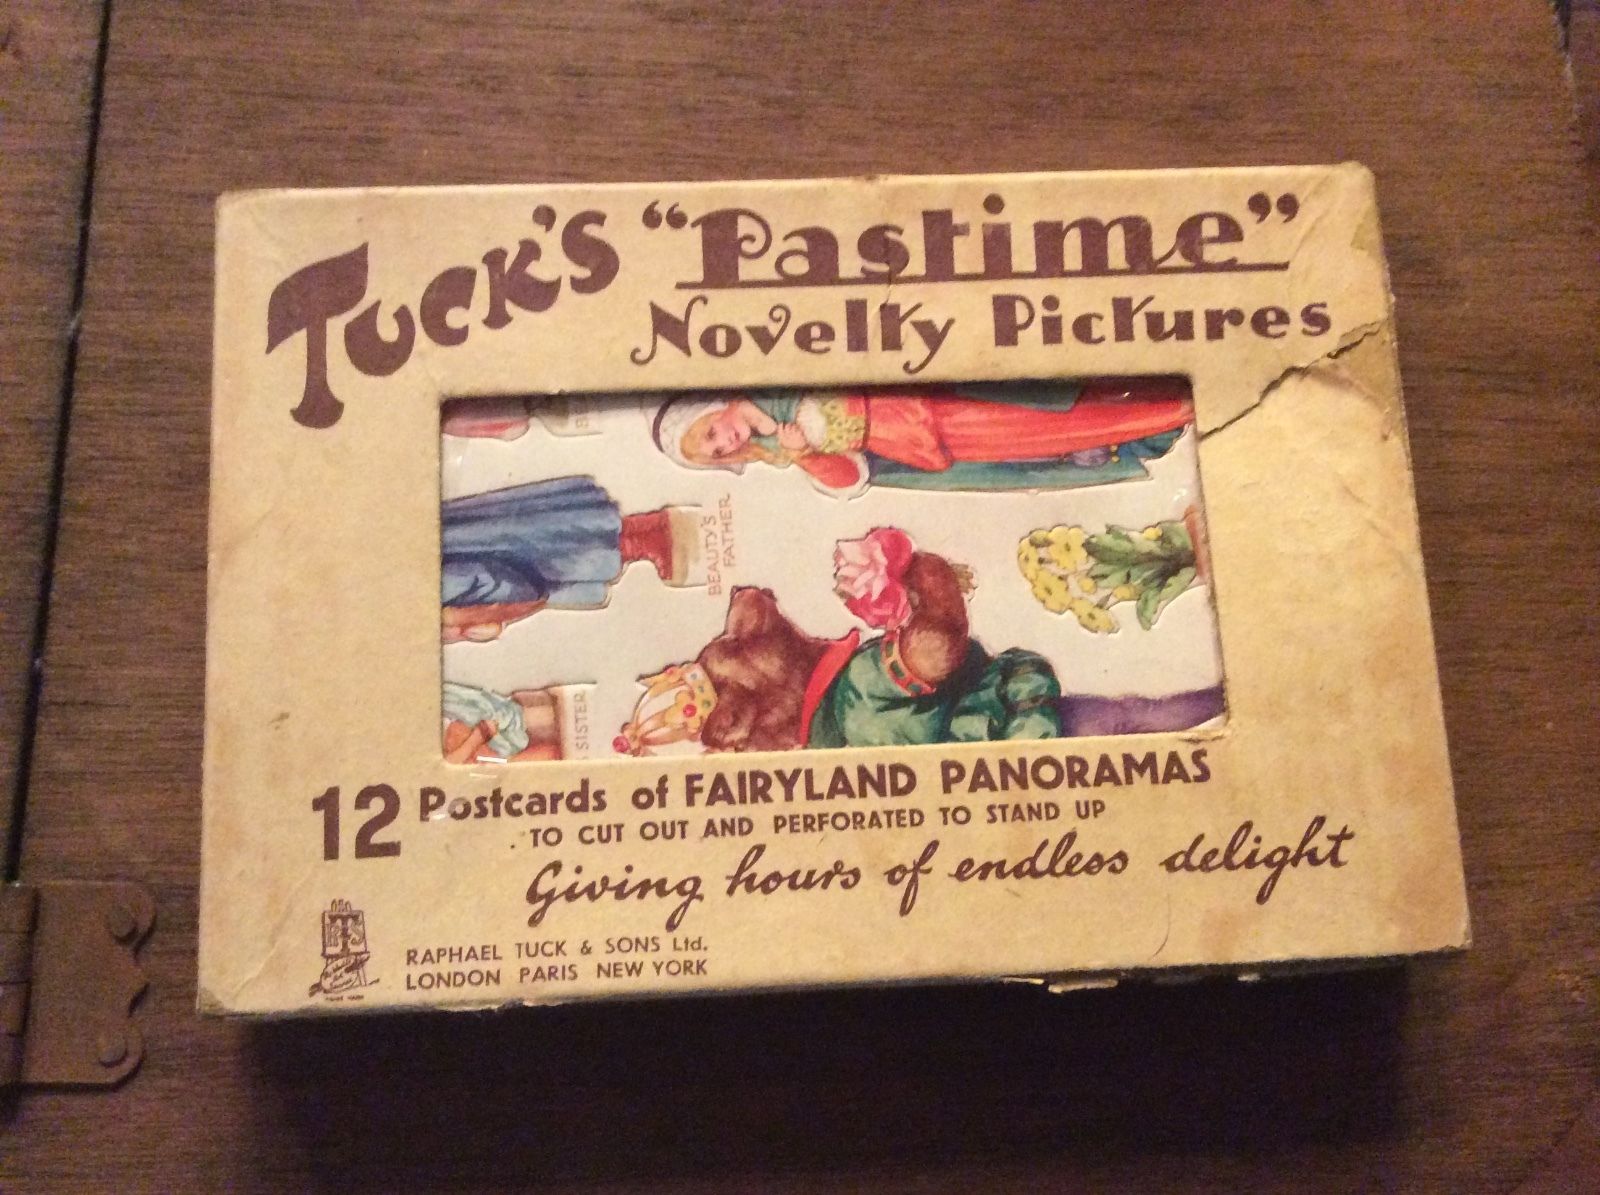 TUCK'S "Pastime"
Novelty Pictures
BEAUTY'S
FATHER
SISTER
12 Postcards of FAIRYLAND PANORAMAS
TO CUT OUT AND PERFORATED TO STAND UP
Giving hours of endless delight
RAPHAEL TUCK & SONS Ltd.
LONDON PARIS NEW YORK